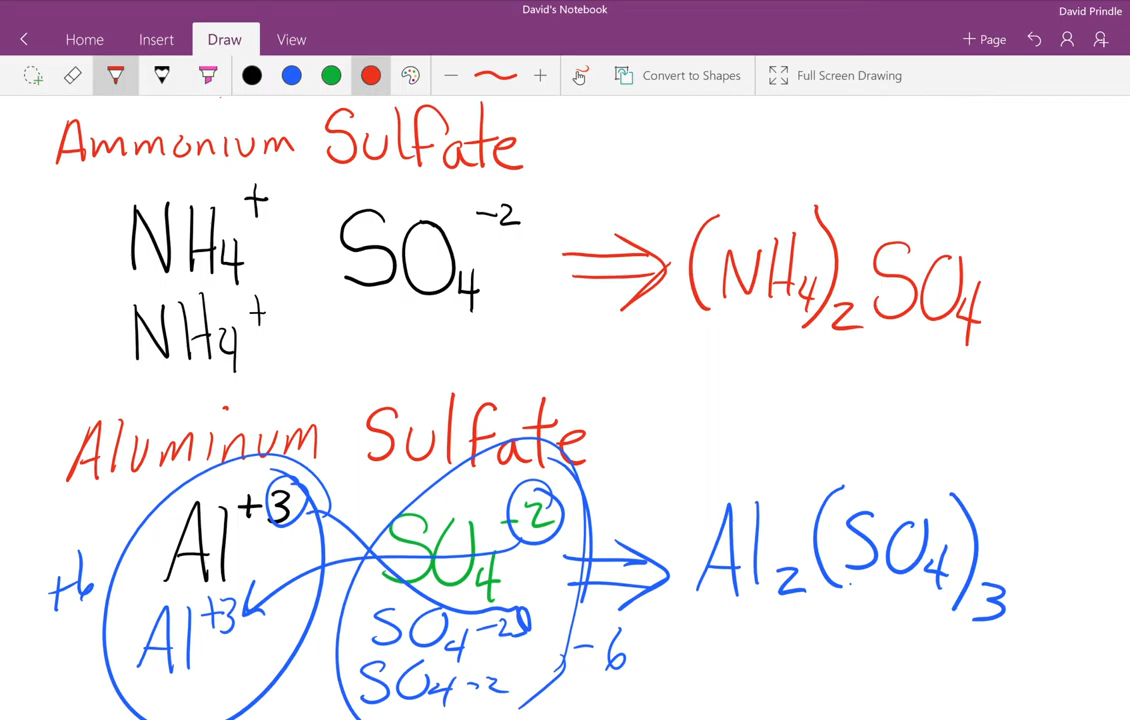 David's Notebook
David Prindle
Home Insert Draw View
+ Page
Convert to Shapes Full Screen Drawing
Ammonium Sulfate
NH₄⁺ SO₄⁻² ⇒ (NH₄)₂SO₄
NH₄⁺
Aluminum Sulfate
Al⁺³ SO₄⁻² ⇒ Al₂(SO₄)₃
+6
Al⁺³ SO₄⁻² -6
SO₄⁻²